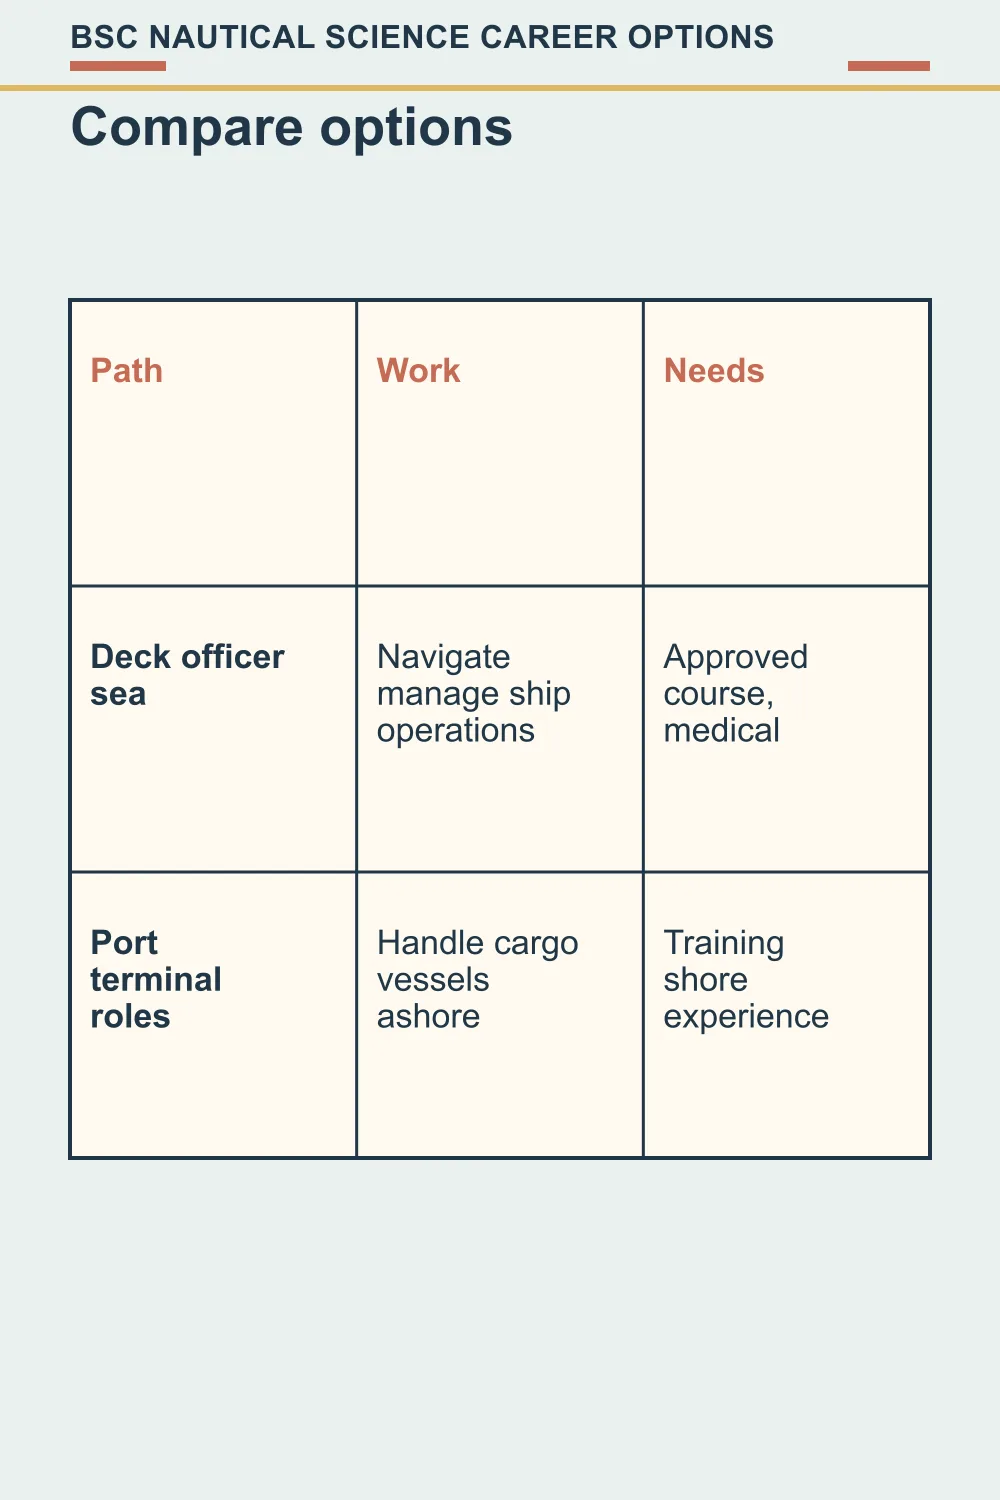 BSC NAUTICAL SCIENCE CAREER OPTIONS
Compare options
Path
Work
Needs
Deck officer
sea
Navigate
manage ship
operations
Approved
course,
medical
Port
terminal
roles
Handle cargo
vessels
ashore
Training
shore
experience